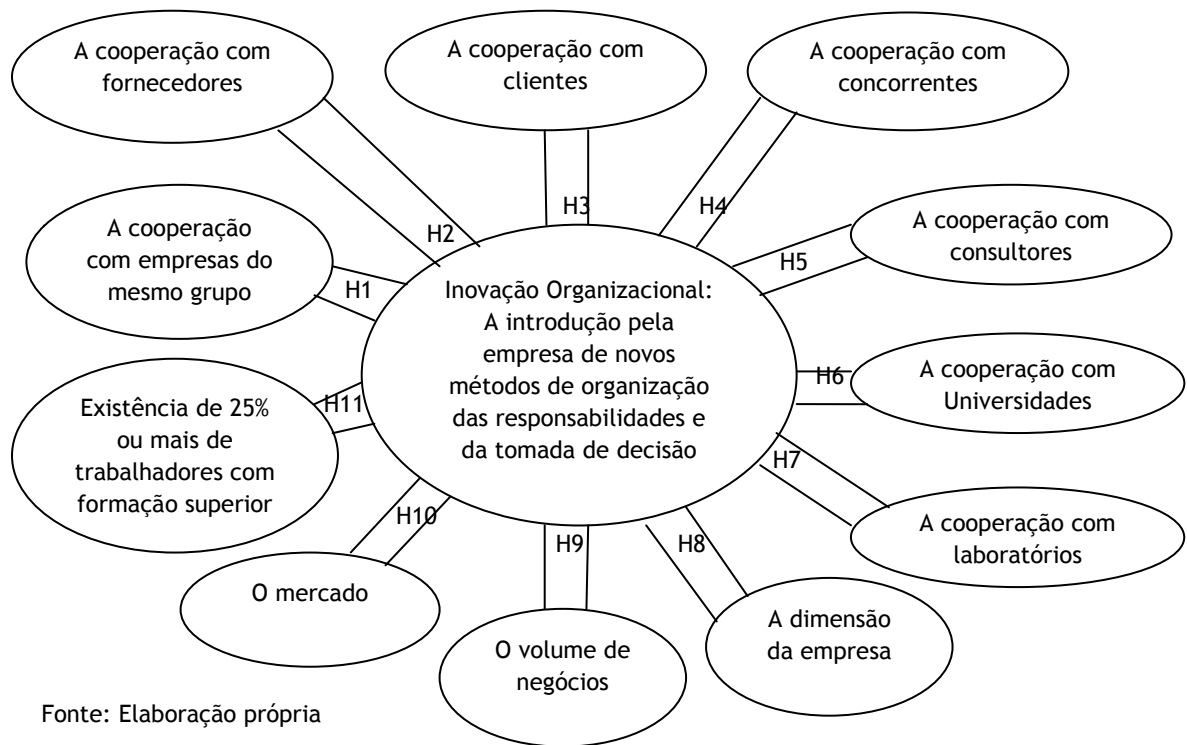 A cooperação com
fornecedores
A cooperação com
clientes
A cooperação com
concorrentes
A cooperação
com empresas do
mesmo grupo
A cooperação com
consultores
H1
H2
H3
H4
H5
H6
H7
H8
H9
H10
H11
Inovação Organizacional:
A introdução pela
empresa de novos
métodos de organização
das responsabilidades e
da tomada de decisão
A cooperação com
Universidades
Existência de 25%
ou mais de
trabalhadores com
formação superior
A cooperação com
laboratórios
O mercado
O volume de
negócios
A dimensão
da empresa
Fonte: Elaboração própria